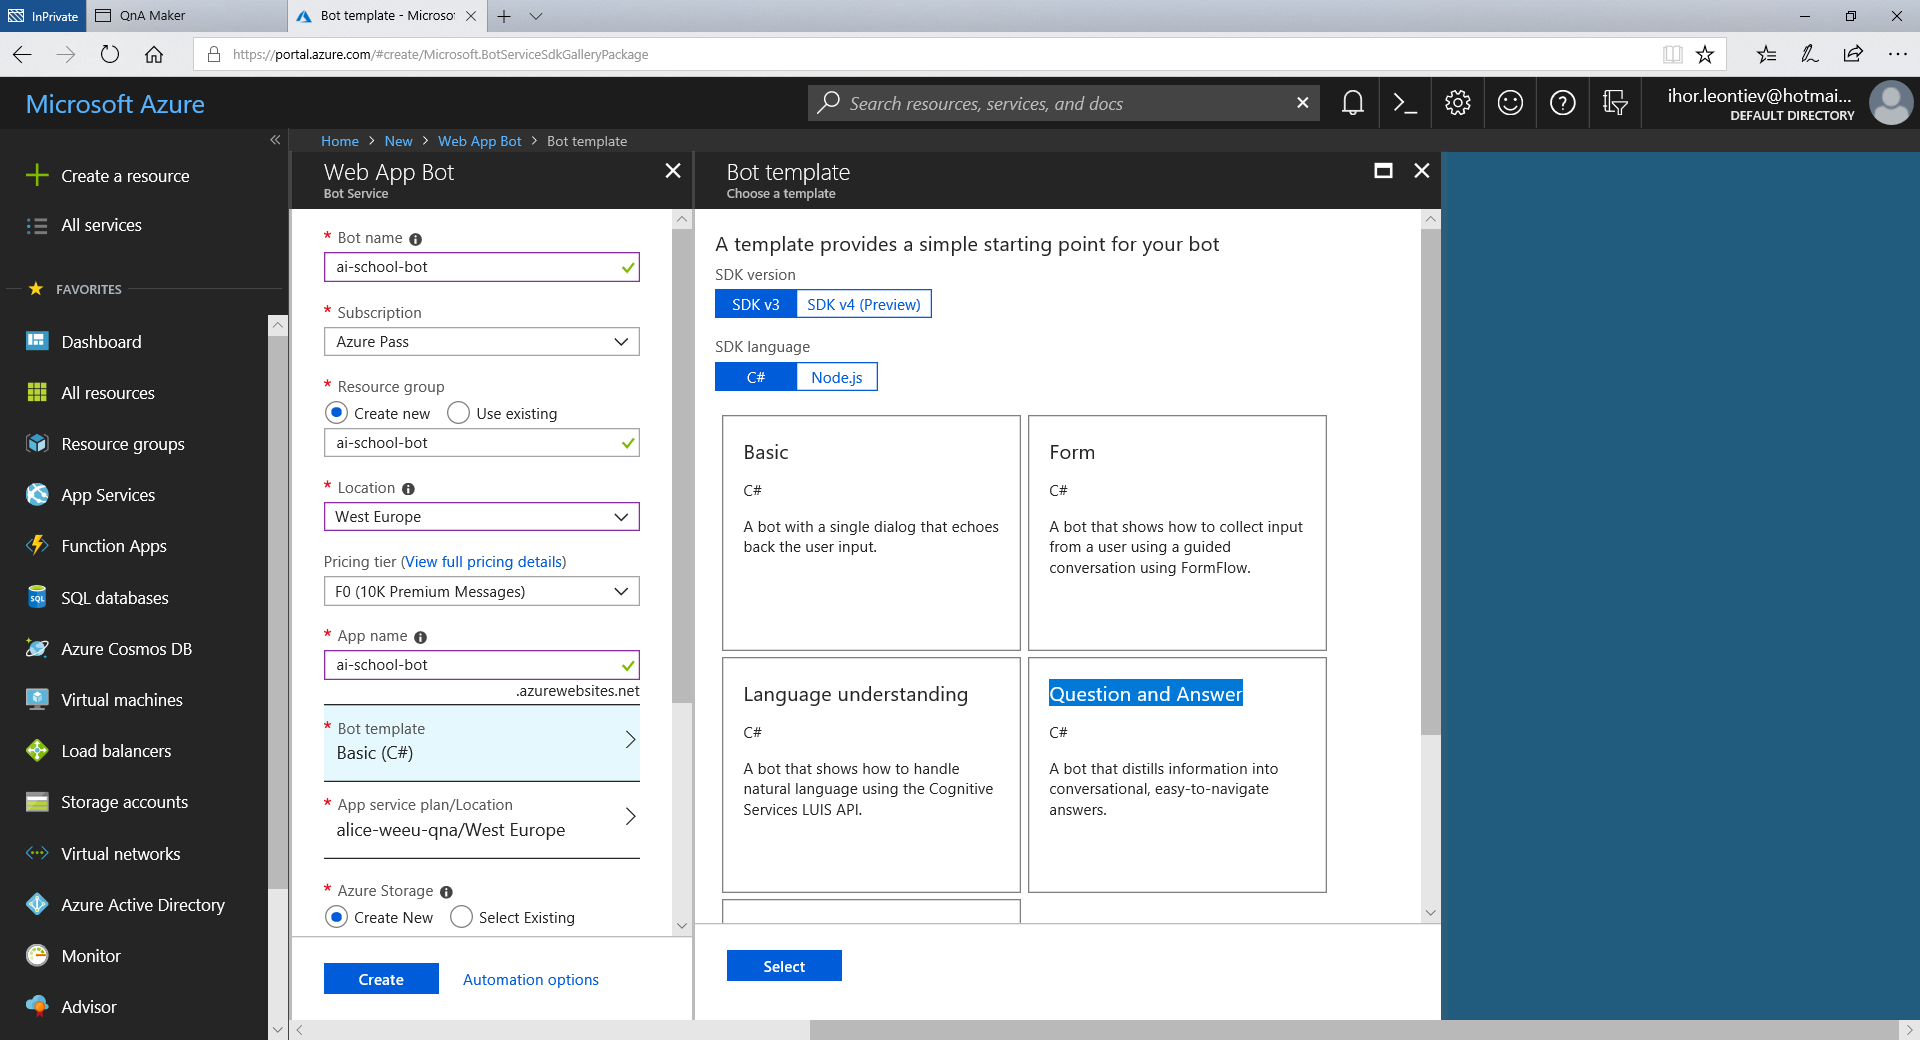 InPrivate
QnA Maker
Bot template - Microsof
https://portal.azure.com/#create/Microsoft.BotServiceSdkGalleryPackage
Microsoft Azure
Search resources, services, and docs
ihor.leontiev@hotmai...
DEFAULT DIRECTORY
Home > New > Web App Bot > Bot template
Create a resource
All services
FAVORITES
Dashboard
All resources
Resource groups
App Services
Function Apps
SQL databases
Azure Cosmos DB
Virtual machines
Load balancers
Storage accounts
Virtual networks
Azure Active Directory
Monitor
Advisor
Web App Bot
Bot Service
* Bot name
ai-school-bot
* Subscription
Azure Pass
* Resource group
Create new Use existing
ai-school-bot
* Location
West Europe
Pricing tier (View full pricing details)
F0 (10K Premium Messages)
* App name
ai-school-bot
.azurewebsites.net
* Bot template
Basic (C#)
* App service plan/Location
alice-weeu-qna/West Europe
* Azure Storage
Create New Select Existing
Create
Automation options
Bot template
Choose a template
A template provides a simple starting point for your bot
SDK version
SDK v3 SDK v4 (Preview)
SDK language
C# Node.js
Basic
C#
A bot with a single dialog that echoes
back the user input.
Form
C#
A bot that shows how to collect input
from a user using a guided
conversation using FormFlow.
Language understanding
C#
A bot that shows how to handle
natural language using the Cognitive
Services LUIS API.
Question and Answer
C#
A bot that distills information into
conversational, easy-to-navigate
answers.
Select